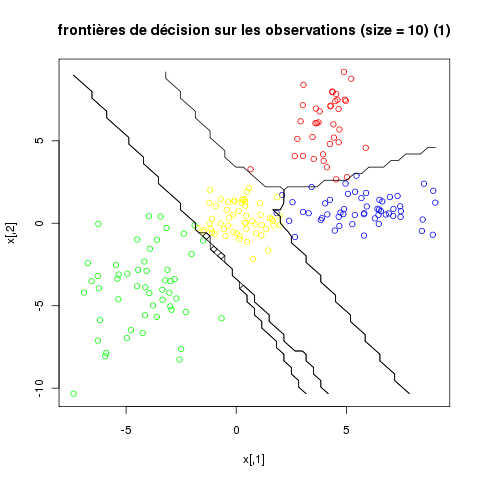 frontières de décision sur les observations (size = 10) (1)
5
0
-5
-10
x[,2]
-5
0
5
x[,1]